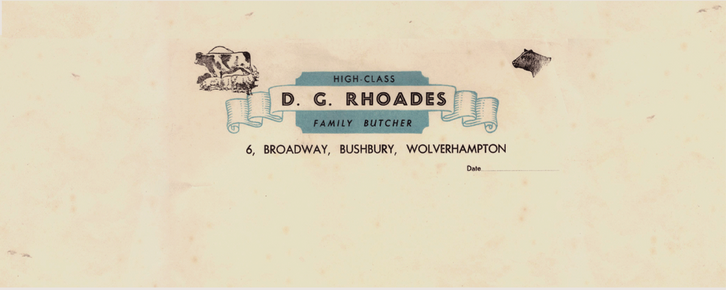 HIGH-CLASS
D. G. RHOADES
FAMILY BUTCHER
6, BROADWAY, BUSHBURY, WOLVERHAMPTON
Date